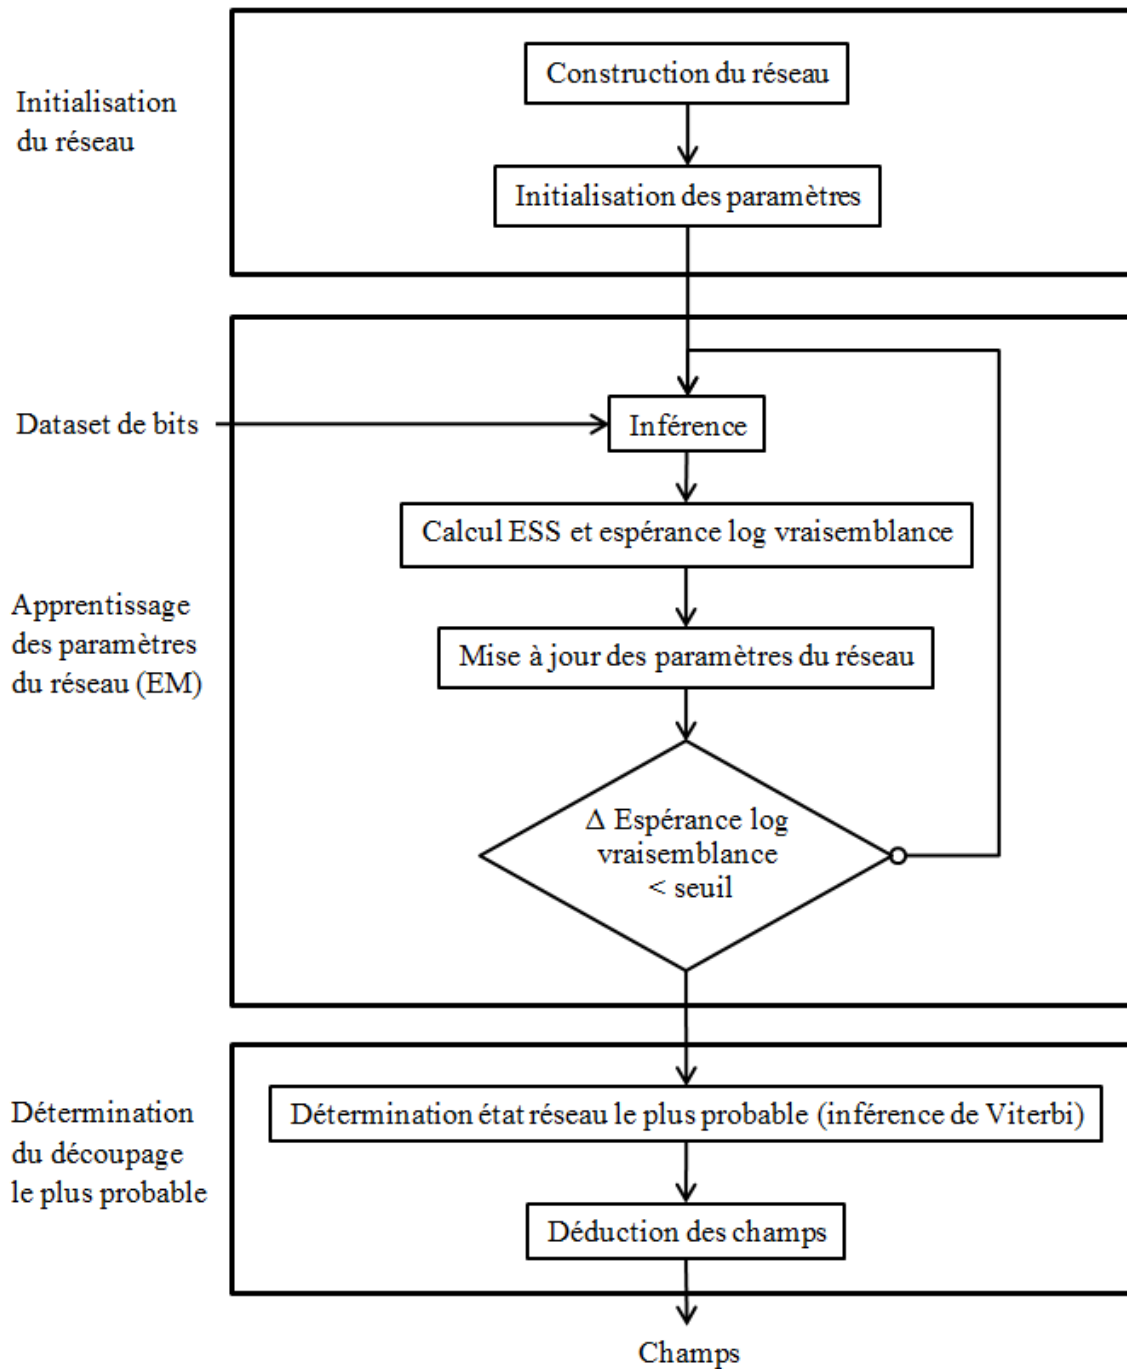 Construction du réseau
Initialisation
du réseau
Initialisation des paramètres
Dataset de bits
Inférence
Calcul ESS et espérance log vraisemblance
Apprentissage
des paramètres
du réseau (EM)
Mise à jour des paramètres du réseau
Δ Espérance log
vraisemblance
< seuil
Détermination
du découpage
le plus probable
Détermination état réseau le plus probable (inférence de Viterbi)
Déduction des champs
Champs